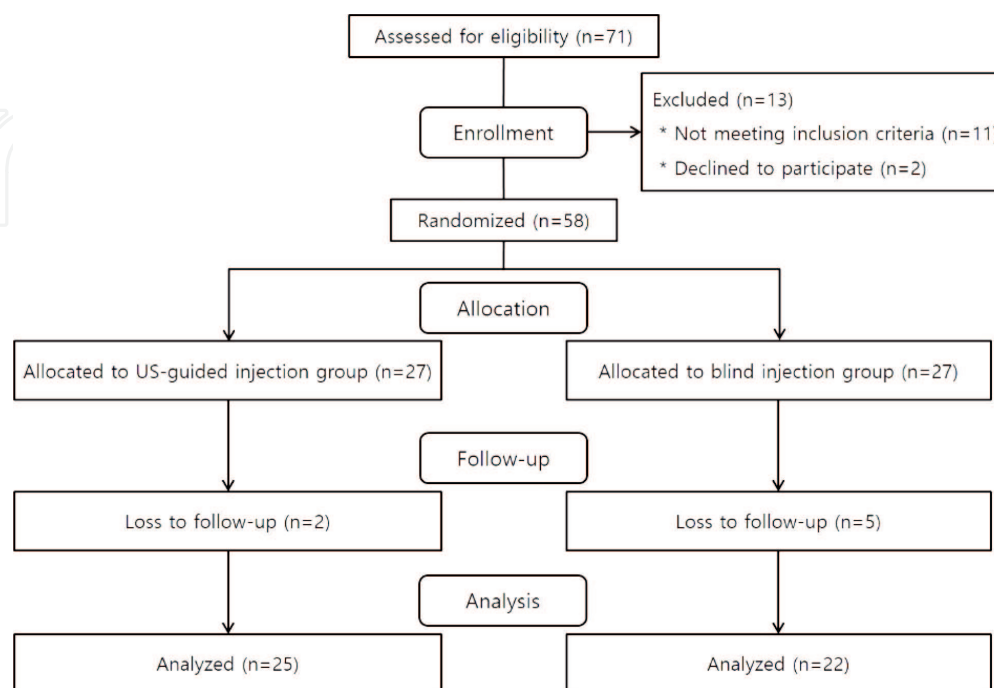 Assessed for eligibility (n=71)
Excluded (n=13)
* Not meeting inclusion criteria (n=11)
* Declined to participate (n=2)
Enrollment
Randomized (n=58)
Allocation
Allocated to US-guided injection group (n=27)
Allocated to blind injection group (n=27)
Follow-up
Loss to follow-up (n=2)
Loss to follow-up (n=5)
Analysis
Analyzed (n=25)
Analyzed (n=22)